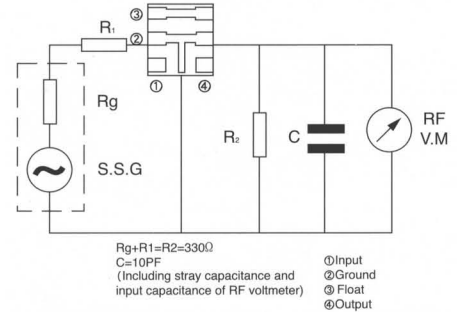 ③
R₁
②
①
④
Rg
S.S.G
R₂
C
RF
V.M
Rg+R1=R2=330Ω
C=10PF
(Including stray capacitance and
input capacitance of RF voltmeter)
①Input
②Ground
③ Float
④Output